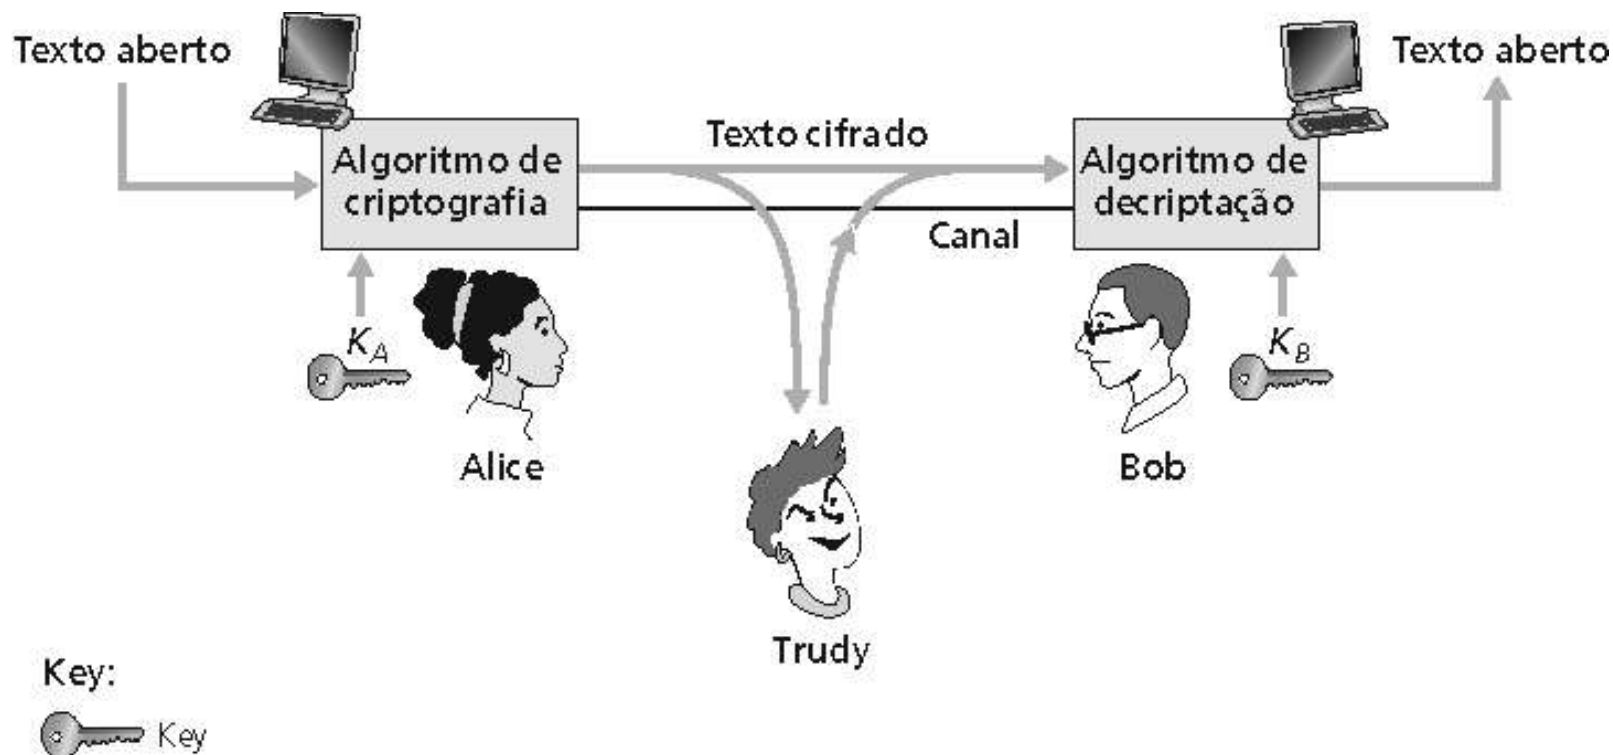 Texto aberto
Texto aberto
Texto cifrado
Algoritmo de
criptografia
Algoritmo de
decriptação
Canal
K_A
K_B
Alice
Bob
Trudy
Key:
Key